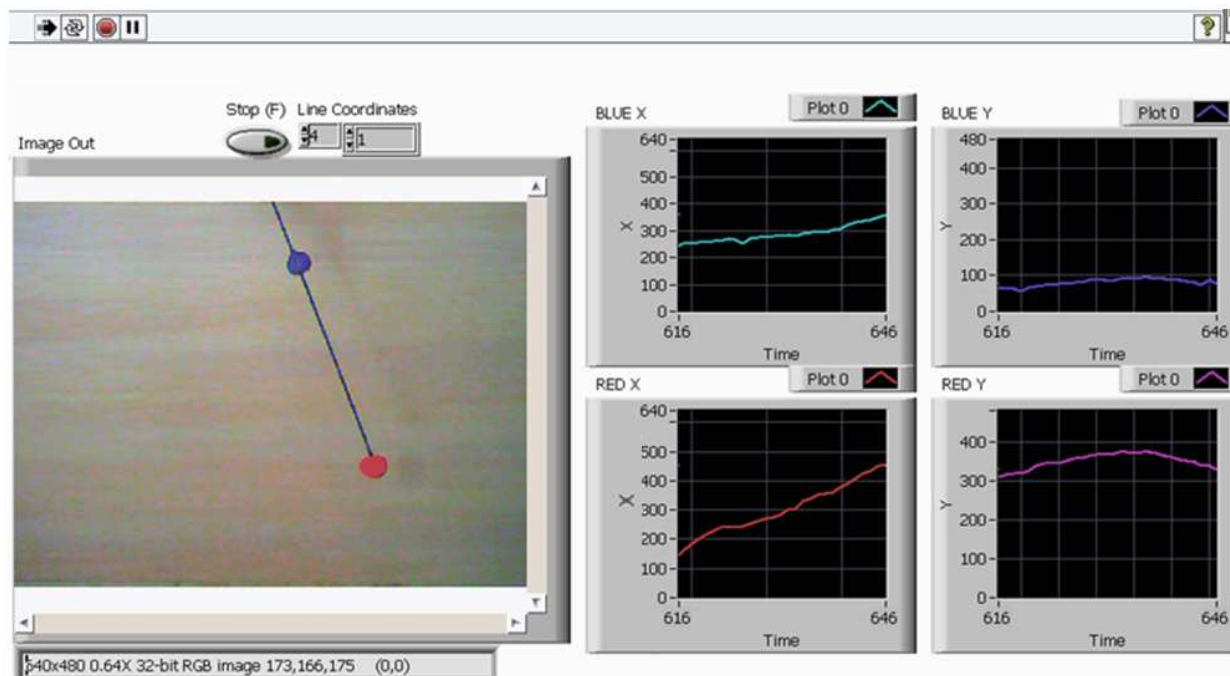 Stop (F) Line Coordinates
4 1
Image Out
640x480 0.64X 32-bit RGB image 173,166,175 (0,0)
BLUE X
Plot 0
640
500
400
300
200
100
0
X
616 646
Time
BLUE Y
Plot 0
480
400
300
200
100
0
Y
616 646
Time
RED X
Plot 0
640
500
400
300
200
100
0
X
616 646
Time
RED Y
Plot 0
400
300
200
100
0
Y
616 646
Time